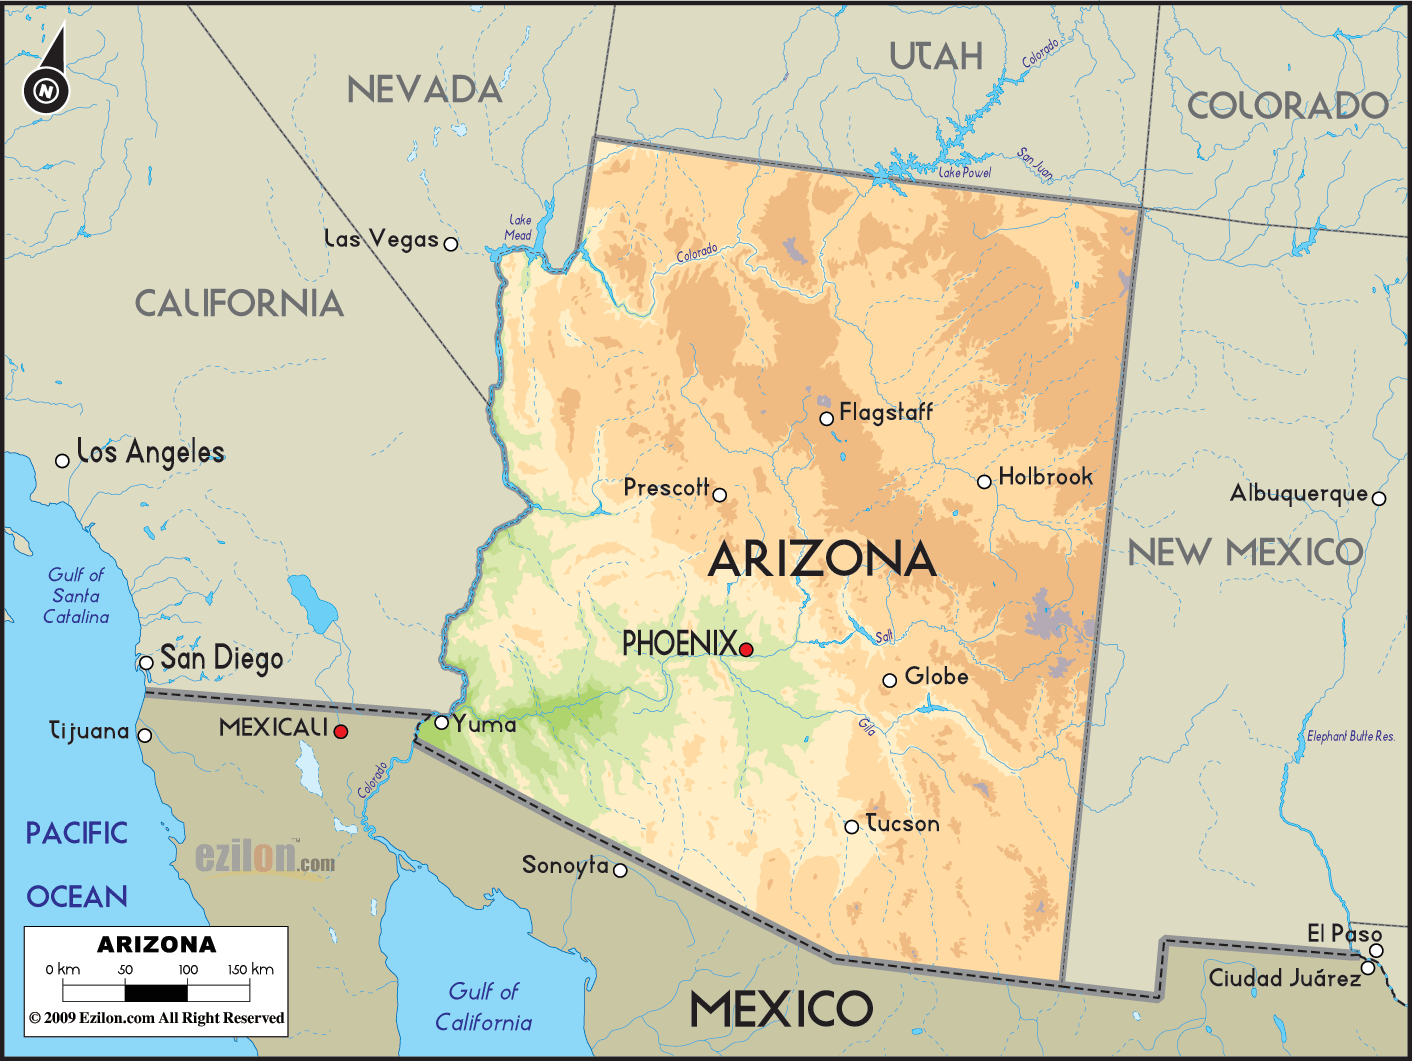 UTAH
Colorado
NEVADA
COLORADO
N
San Juan
Lake Powel
Lake
Mead
Las Vegas
Colorado
CALIFORNIA
Flagstaff
Los Angeles
Holbrook
Prescott
Albuquerque
ARIZONA
NEW MEXICO
Gulf of
Santa
Catalina
PHOENIX
Salt
San Diego
Globe
Yuma
Gila
MEXICALI
Tijuana
Elephant Butte Res.
Colorado
Tucson
PACIFIC
OCEAN
ezilon.com
™
Sonoyta
El Paso
Ciudad Juárez
Gulf of
California
MEXICO
ARIZONA
0 km 50 100 150 km
© 2009 Ezilon.com All Right Reserved